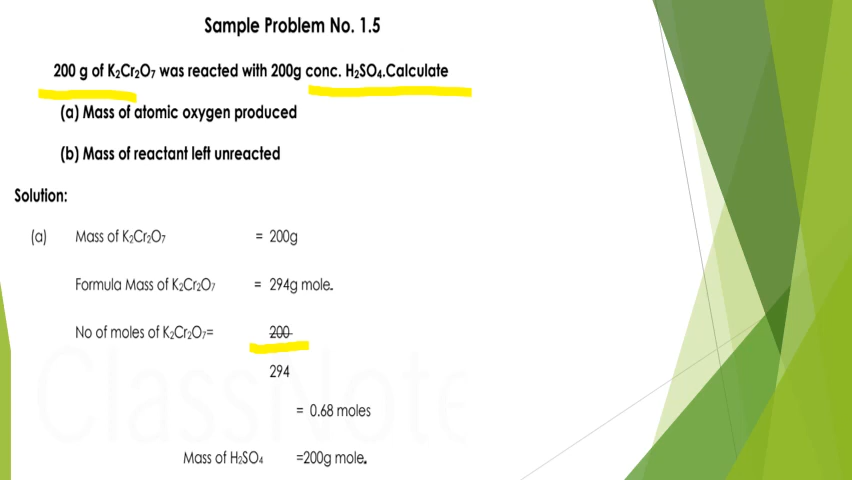 Sample Problem No. 1.5
200 g of K₂Cr₂O₇ was reacted with 200g conc. H₂SO₄.Calculate
(a) Mass of atomic oxygen produced
(b) Mass of reactant left unreacted
Solution:
(a) Mass of K₂Cr₂O₇ = 200g
Formula Mass of K₂Cr₂O₇ = 294g mole.
No of moles of K₂Cr₂O₇= 200
294
= 0.68 moles
Mass of H₂SO₄ =200g mole.
ClassNote